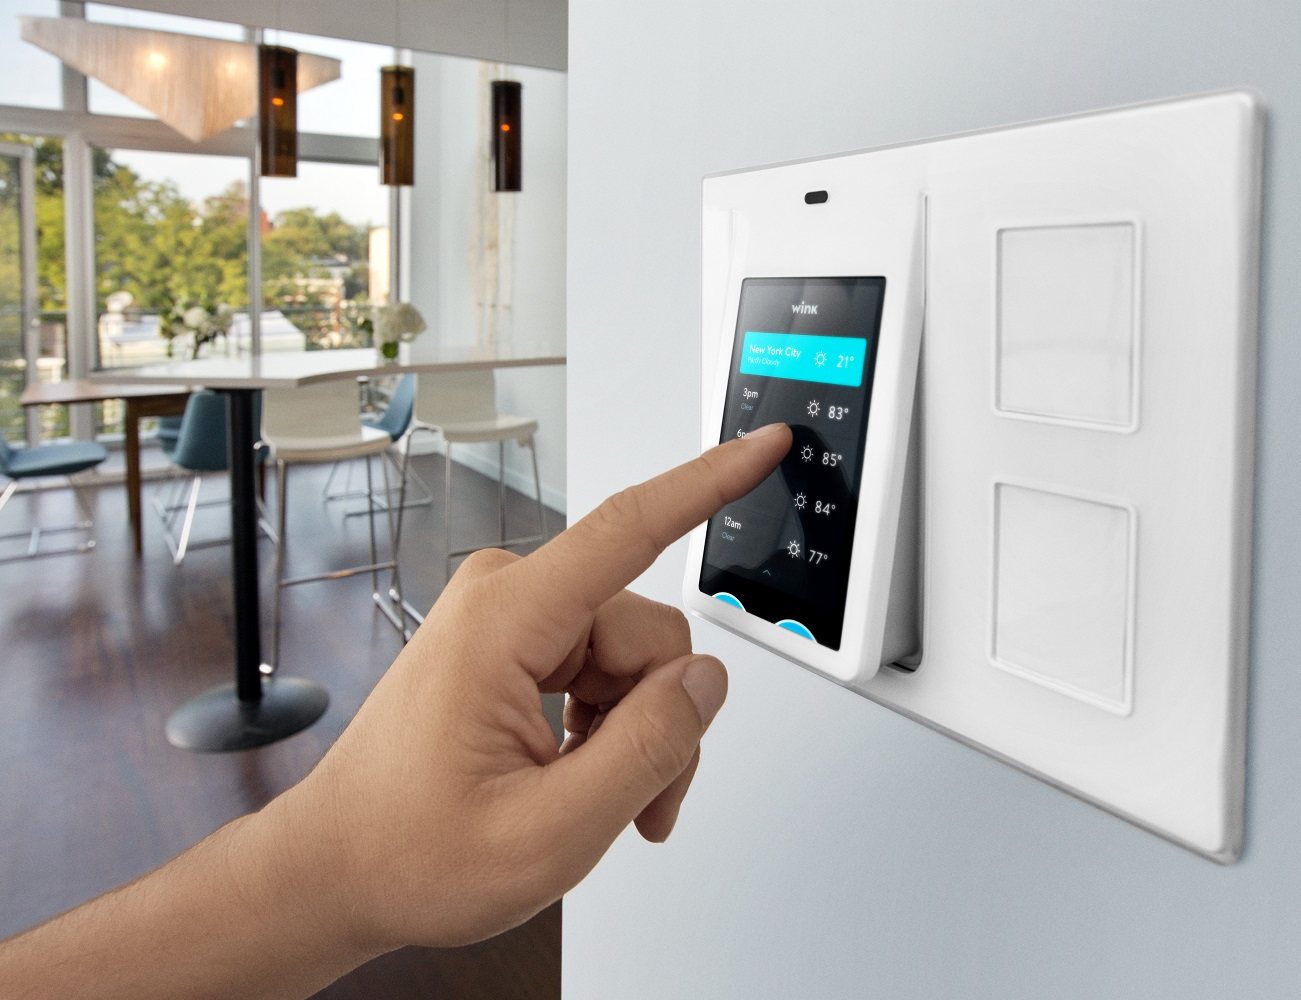 wink
New York City
Partly Cloudy
21°
3pm
83°
Clear
85°
84°
12am
77°
Clear